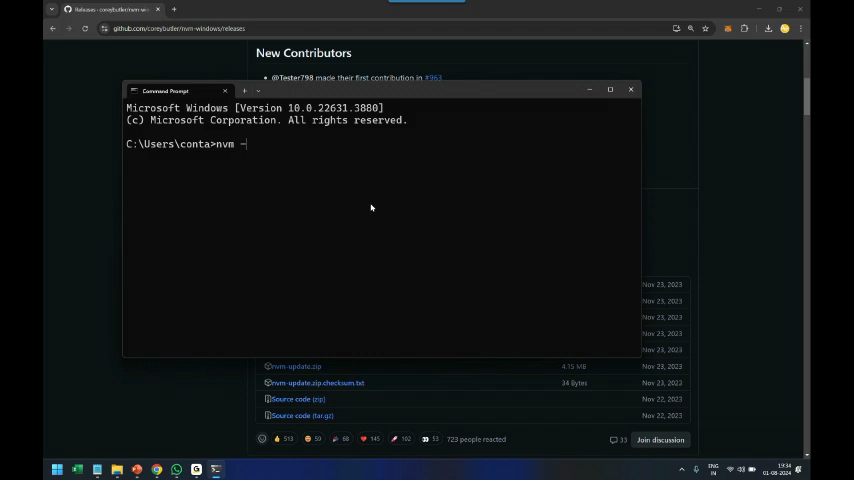 Releases · coreybutler/nvm-win
github.com/coreybutler/nvm-windows/releases
New Contributors
@Tester798 made their first contribution in #963
Command Prompt
Microsoft Windows [Version 10.0.22631.3880]
(c) Microsoft Corporation. All rights reserved.
C:\Users\conta>nvm -
Nov 23, 2023
Nov 23, 2023
Nov 23, 2023
Nov 23, 2023
Nov 23, 2023
nvm-update.zip 4.15 MB Nov 23, 2023
nvm-update.zip.checksum.txt 34 Bytes Nov 23, 2023
Source code (zip) Nov 22, 2023
Source code (tar.gz) Nov 22, 2023
513 59 68 145 102 53 723 people reacted 33 Join discussion
ENG
IN
19:34
01-08-2024